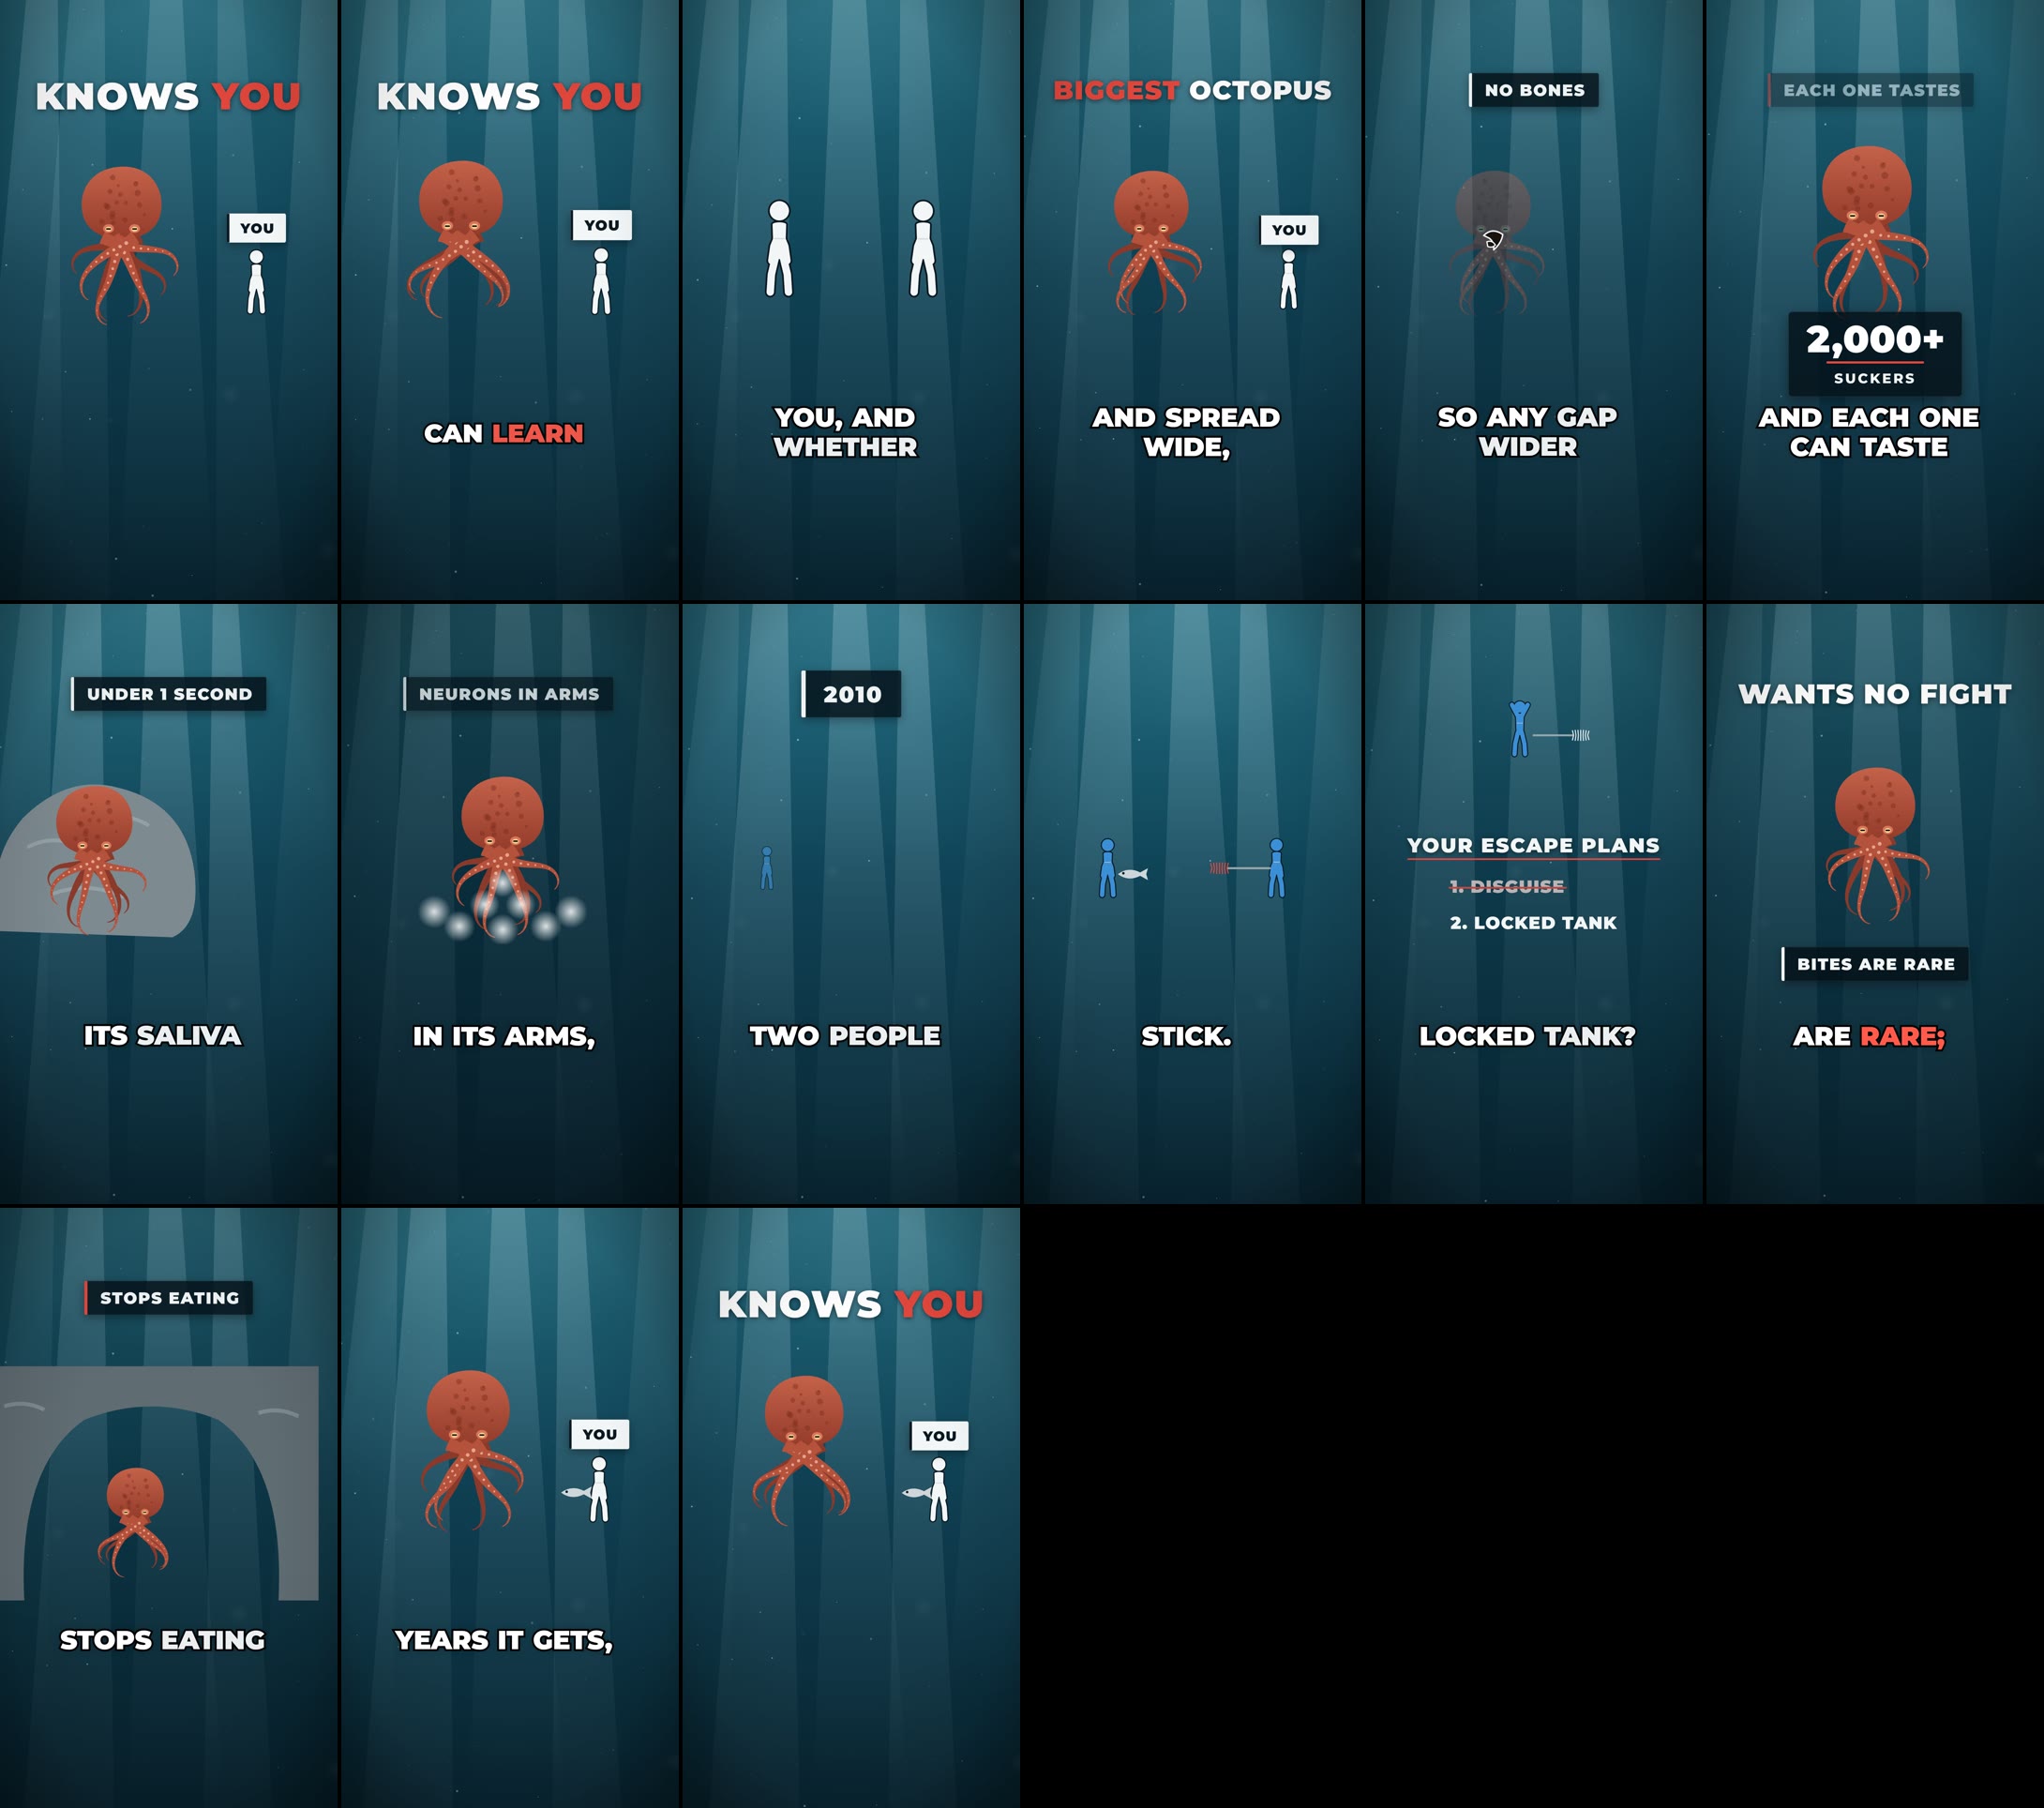 KNOWS YOU
YOU
KNOWS YOU
YOU
CAN LEARN
YOU, AND
WHETHER
BIGGEST OCTOPUS
YOU
AND SPREAD
WIDE,
NO BONES
SO ANY GAP
WIDER
EACH ONE TASTES
2,000+
SUCKERS
AND EACH ONE
CAN TASTE
UNDER 1 SECOND
ITS SALIVA
NEURONS IN ARMS
IN ITS ARMS,
2010
TWO PEOPLE
STICK.
YOUR ESCAPE PLANS
1. DISGUISE
2. LOCKED TANK
LOCKED TANK?
WANTS NO FIGHT
BITES ARE RARE
ARE RARE;
STOPS EATING
STOPS EATING
YOU
YEARS IT GETS,
KNOWS YOU
YOU